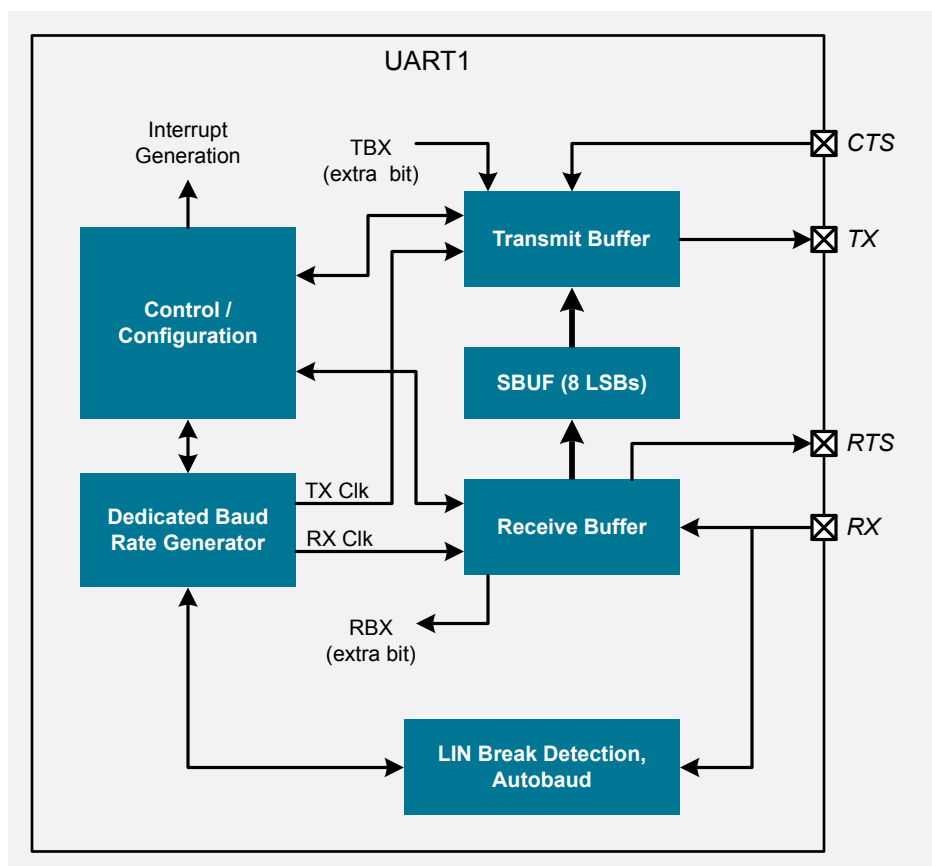 UART1
Interrupt
Generation
TBX
(extra bit)
CTS
Transmit Buffer
TX
Control /
Configuration
SBUF (8 LSBs)
RTS
TX Clk
Dedicated Baud
Rate Generator
RX Clk
Receive Buffer
RX
RBX
(extra bit)
LIN Break Detection,
Autobaud